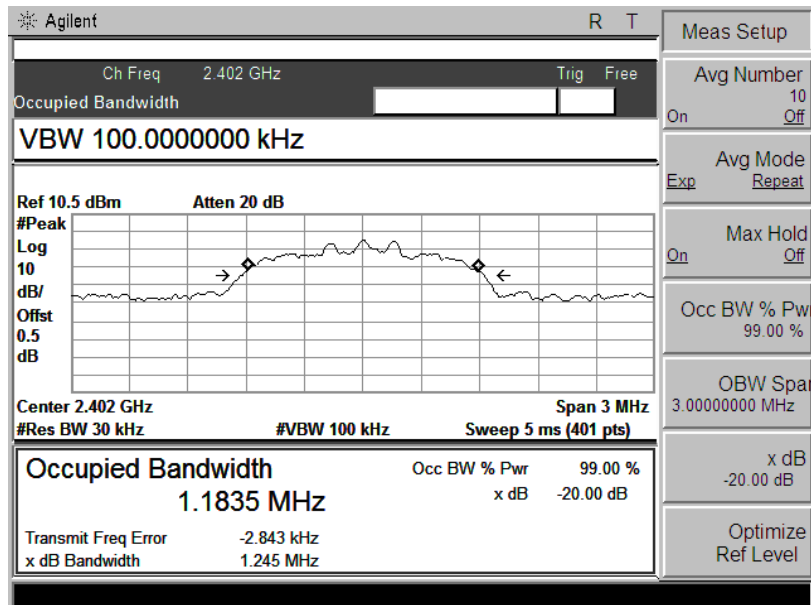 Agilent R T
Ch Freq 2.402 GHz Trig Free
Occupied Bandwidth
VBW 100.0000000 kHz
Ref 10.5 dBm Atten 20 dB
#Peak
Log
10
dB/
Offst
0.5
dB
Center 2.402 GHz Span 3 MHz
#Res BW 30 kHz #VBW 100 kHz Sweep 5 ms (401 pts)
Occupied Bandwidth Occ BW % Pwr 99.00 %
1.1835 MHz x dB -20.00 dB
Transmit Freq Error -2.843 kHz
x dB Bandwidth 1.245 MHz
Meas Setup
Avg Number
10
On Off
Avg Mode
Exp Repeat
Max Hold
On Off
Occ BW % Pwr
99.00 %
OBW Spa
3.00000000 MHz
x dB
-20.00 dB
Optimize
Ref Level